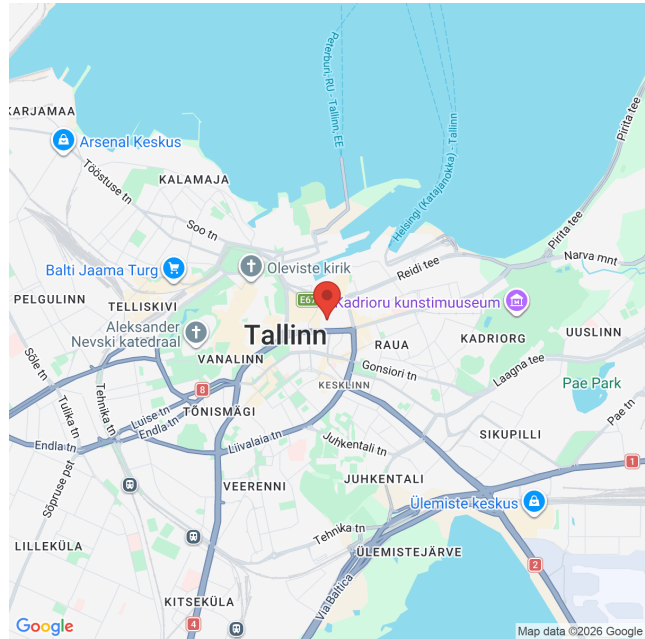 Peterburi, RU - Tallinn, EE
Helsingi (Katajanokka) - Tallinn
Pirita tee
KARJAMAA
Arsenal Keskus
Tööstuse tn
KALAMAJA
Soo tn
Pirita tee
Narva mnt
Oleviste kirik
Reidi tee
Balti Jaama Turg
PELGULINN
TELLISKIVI
E67
Kadrioru kunstimuuseum
Aleksander
Nevski katedraal
Tallinn
RAUA
KADRIORG
UUSLINN
VANALINN
Sõle tn
Gonsiori tn
Laagna tee
Pae Park
KESKLINN
8
Tehnika tn
Tulika tn
Luise tn
TÕNISMÄGI
Endla tn
Endla tn
Liivalaia tn
Juhkentali tn
SIKUPILLI
Pae tn
1
Sõpruse pst
VEERENNI
JUHKENTALI
Ülemiste keskus
Tehnika tn
LILLEKÜLA
ÜLEMISTEJÄRVE
2
Via Baltica
KITSEKÜLA
4
Google
Map data ©2026 Google